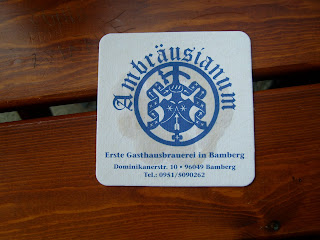 Ambräusianum
Erste Gasthausbrauerei in Bamberg
Dominikanerstr. 10 • 96049 Bamberg
Tel.: 0951/5090262